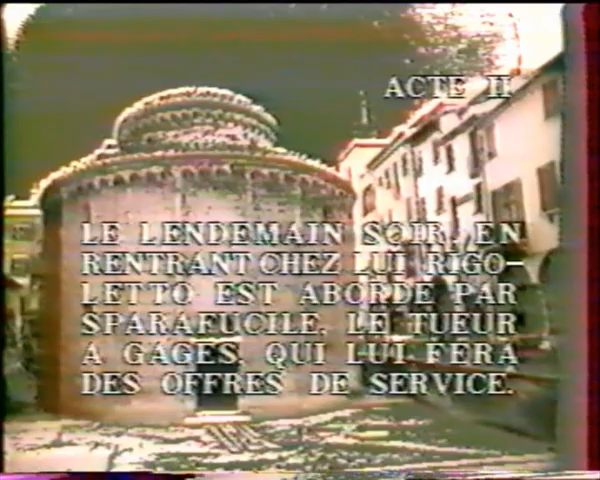 ACTE II
LE LENDEMAIN SOIR, EN
RENTRANT CHEZ LUI RIGO-
LETTO EST ABORDE PAR
SPARAFUCILE, LE TUEUR
A GAGES, QUI LUI FERA
DES OFFRES DE SERVICE.